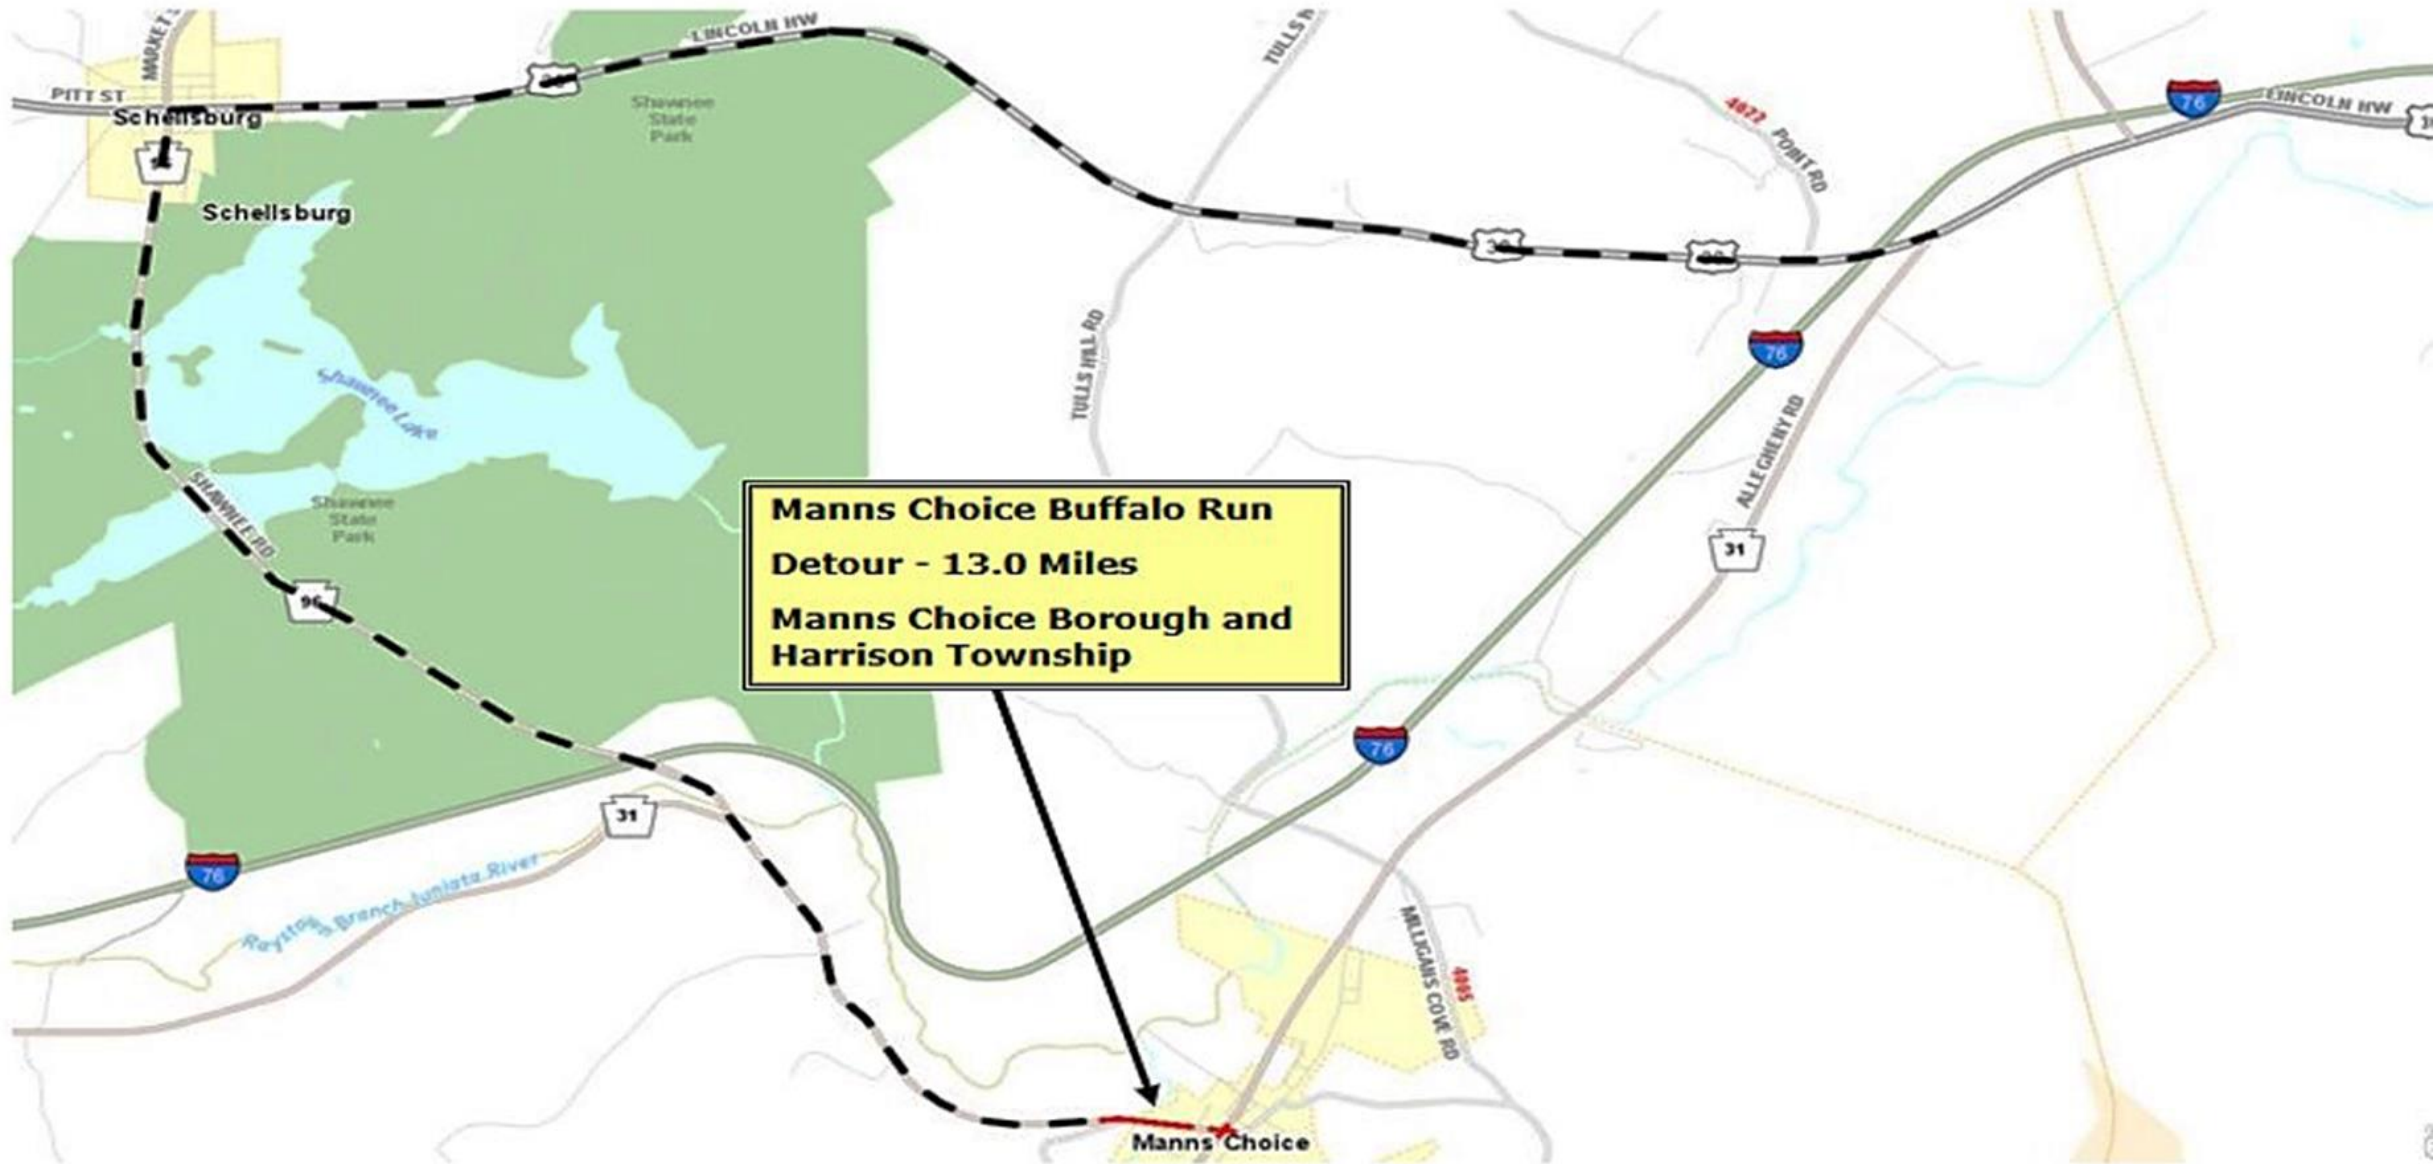 LINCOLN HW
TULLS H
MARKET S
PITT ST
Schellsburg
Shawnee
State
Park
4022
POINT RD
76
LINCOLN HW
Schellsburg
30
76
TULLS HILL RD
Shawnee Lake
ALLEGHENY RD
SHAWNEE RD
Shawnee
State
Park
31
96
Manns Choice Buffalo Run
Detour - 13.0 Miles
Manns Choice Borough and
Harrison Township
76
31
76
Raystown Branch Juniata River
MILLIGANS COVE RD
4005
Manns Choice